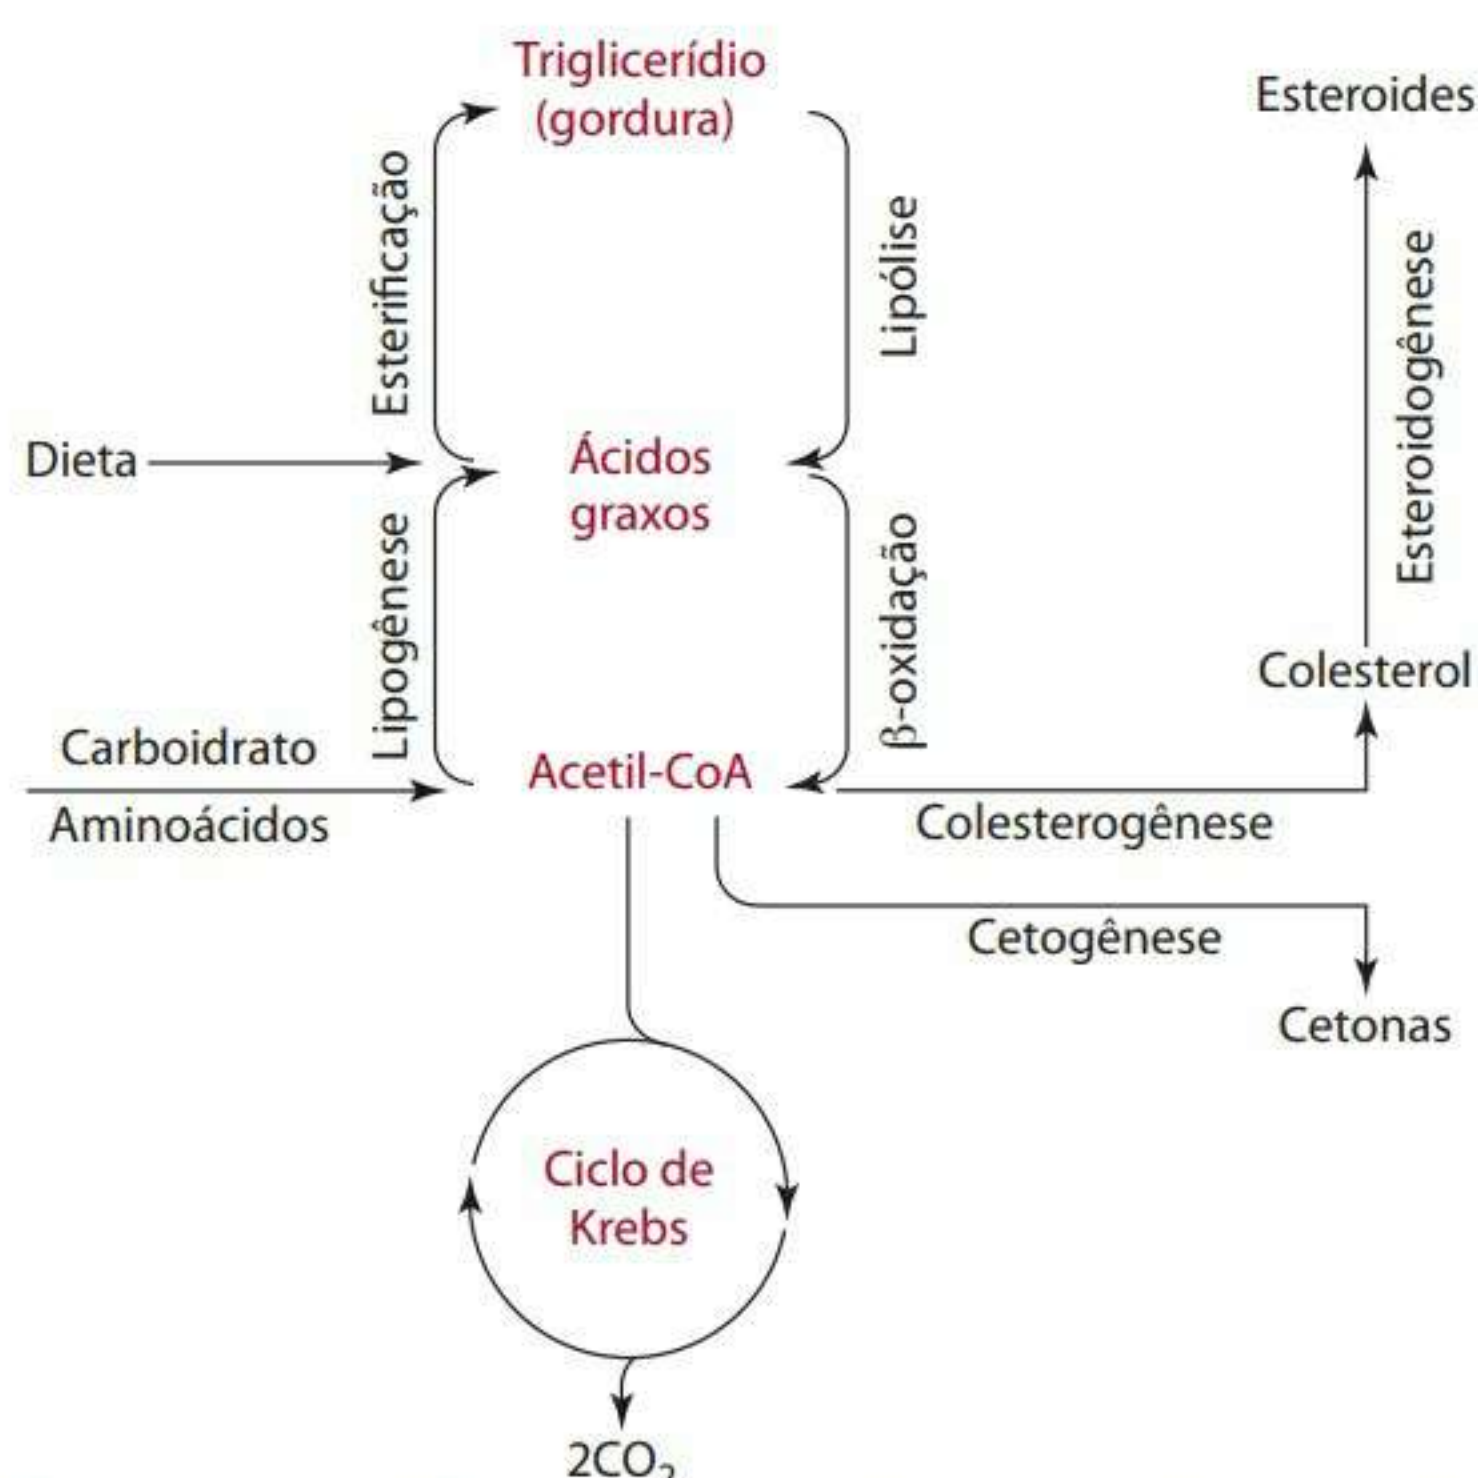 Triglicerídio
(gordura)
Esteroides
Esterificação
Lipólise
Esteroidogênese
Dieta
Ácidos
graxos
Lipogênese
β-oxidação
Colesterol
Carboidrato
Acetil-CoA
Aminoácidos
Colesterogênese
Cetogênese
Cetonas
Ciclo de
Krebs
2CO₂